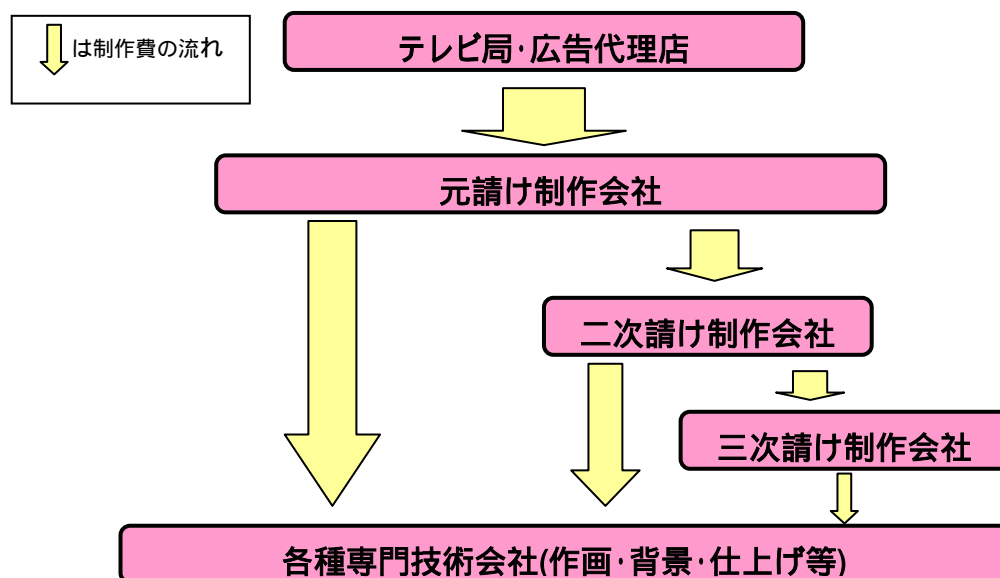 は制作費の流れ
テレビ局・広告代理店
元請け制作会社
二次請け制作会社
三次請け制作会社
各種専門技術会社(作画・背景・仕上げ等)